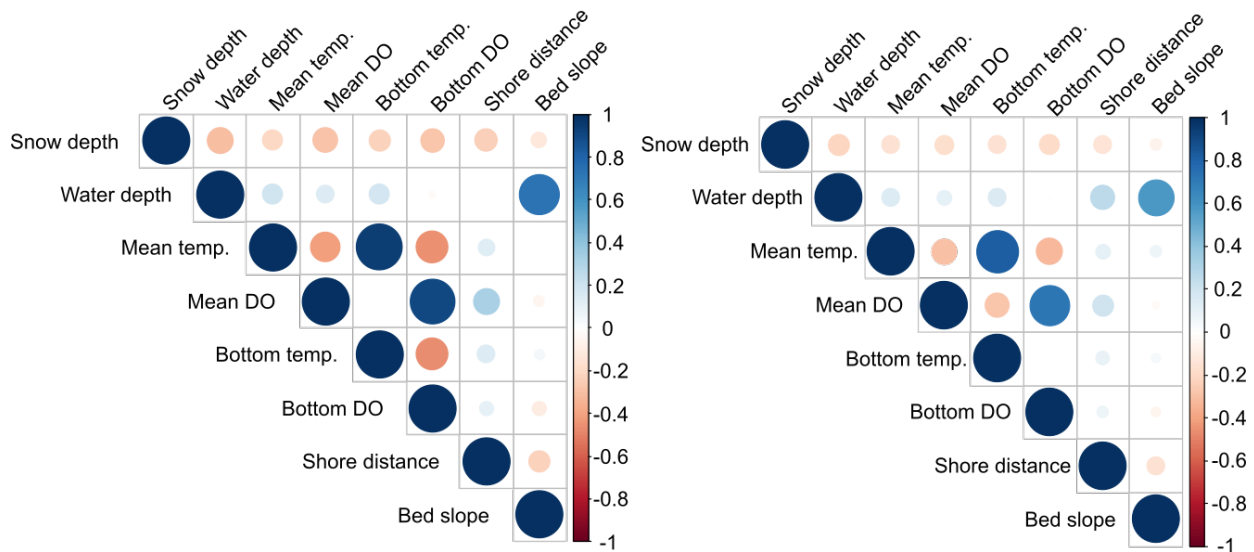 Snow depth
Water depth
Mean temp.
Mean DO
Bottom temp.
Bottom DO
Shore distance
Bed slope
Snow depth
Water depth
Mean temp.
Mean DO
Bottom temp.
Bottom DO
Shore distance
Bed slope
1
0.8
0.6
0.4
0.2
0
-0.2
-0.4
-0.6
-0.8
-1
Snow depth
Water depth
Mean temp.
Mean DO
Bottom temp.
Bottom DO
Shore distance
Bed slope
Snow depth
Water depth
Mean temp.
Mean DO
Bottom temp.
Bottom DO
Shore distance
Bed slope
1
0.8
0.6
0.4
0.2
0
-0.2
-0.4
-0.6
-0.8
-1